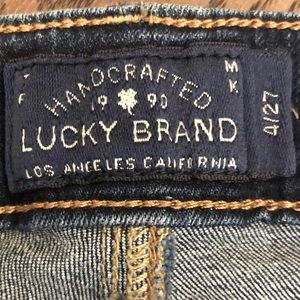 T M
HANDCRAFTED
R K
19 90
LUCKY BRAND
LOS ANGELES CALIFORNIA
4/27